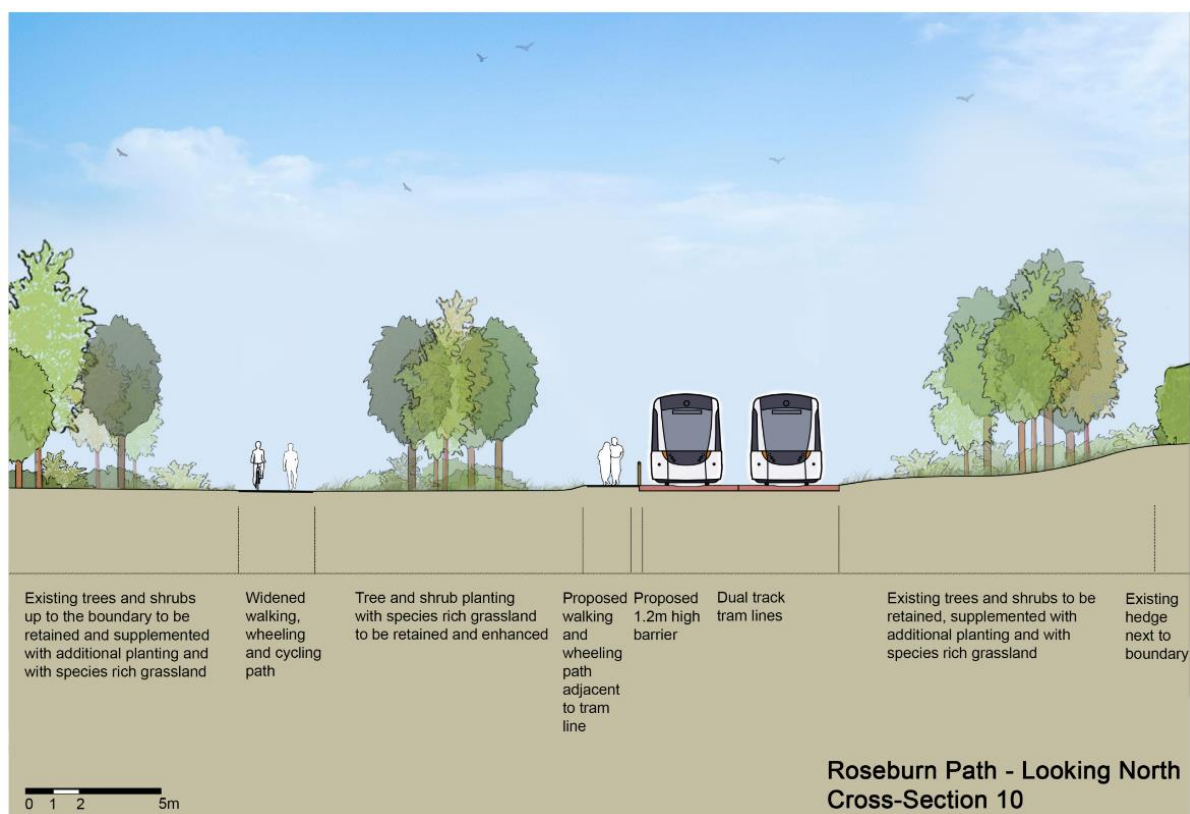 Existing trees and shrubs
up to the boundary to be
retained and supplemented
with additional planting and
with species rich grassland
Widened
walking,
wheeling
and cycling
path
Tree and shrub planting
with species rich grassland
to be retained and enhanced
Proposed
walking
and
wheeling
path
adjacent
to tram
line
Proposed
1.2m high
barrier
Dual track
tram lines
Existing trees and shrubs to be
retained, supplemented with
additional planting and with
species rich grassland
Existing
hedge
next to
boundary
0 1 2 5m
Roseburn Path - Looking North
Cross-Section 10